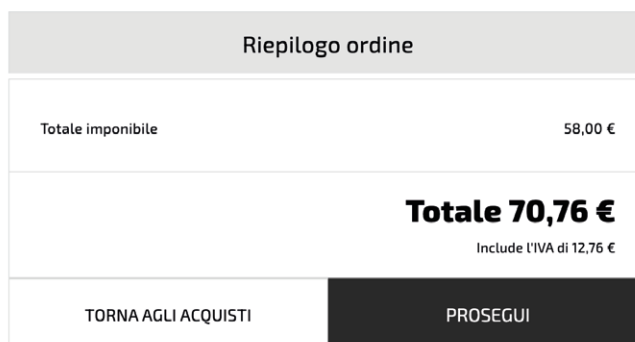 Riepilogo ordine
Totale imponibile 58,00 €
Totale 70,76 €
Include l'IVA di 12,76 €
TORNA AGLI ACQUISTI PROSEGUI